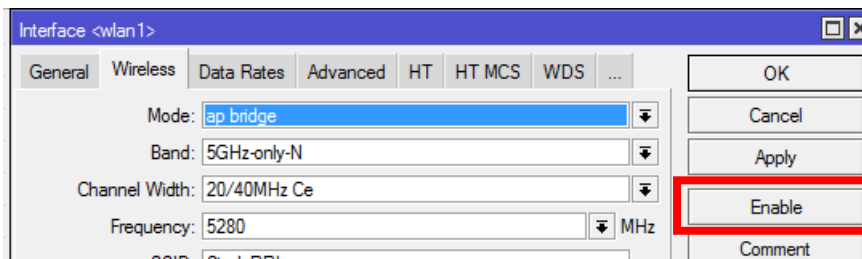 Interface <wlan1>
General Wireless Data Rates Advanced HT HT MCS WDS ...
OK
Mode: ap bridge
Cancel
Band: 5GHz-only-N
Apply
Channel Width: 20/40MHz Ce
Enable
Frequency: 5280 MHz
Comment